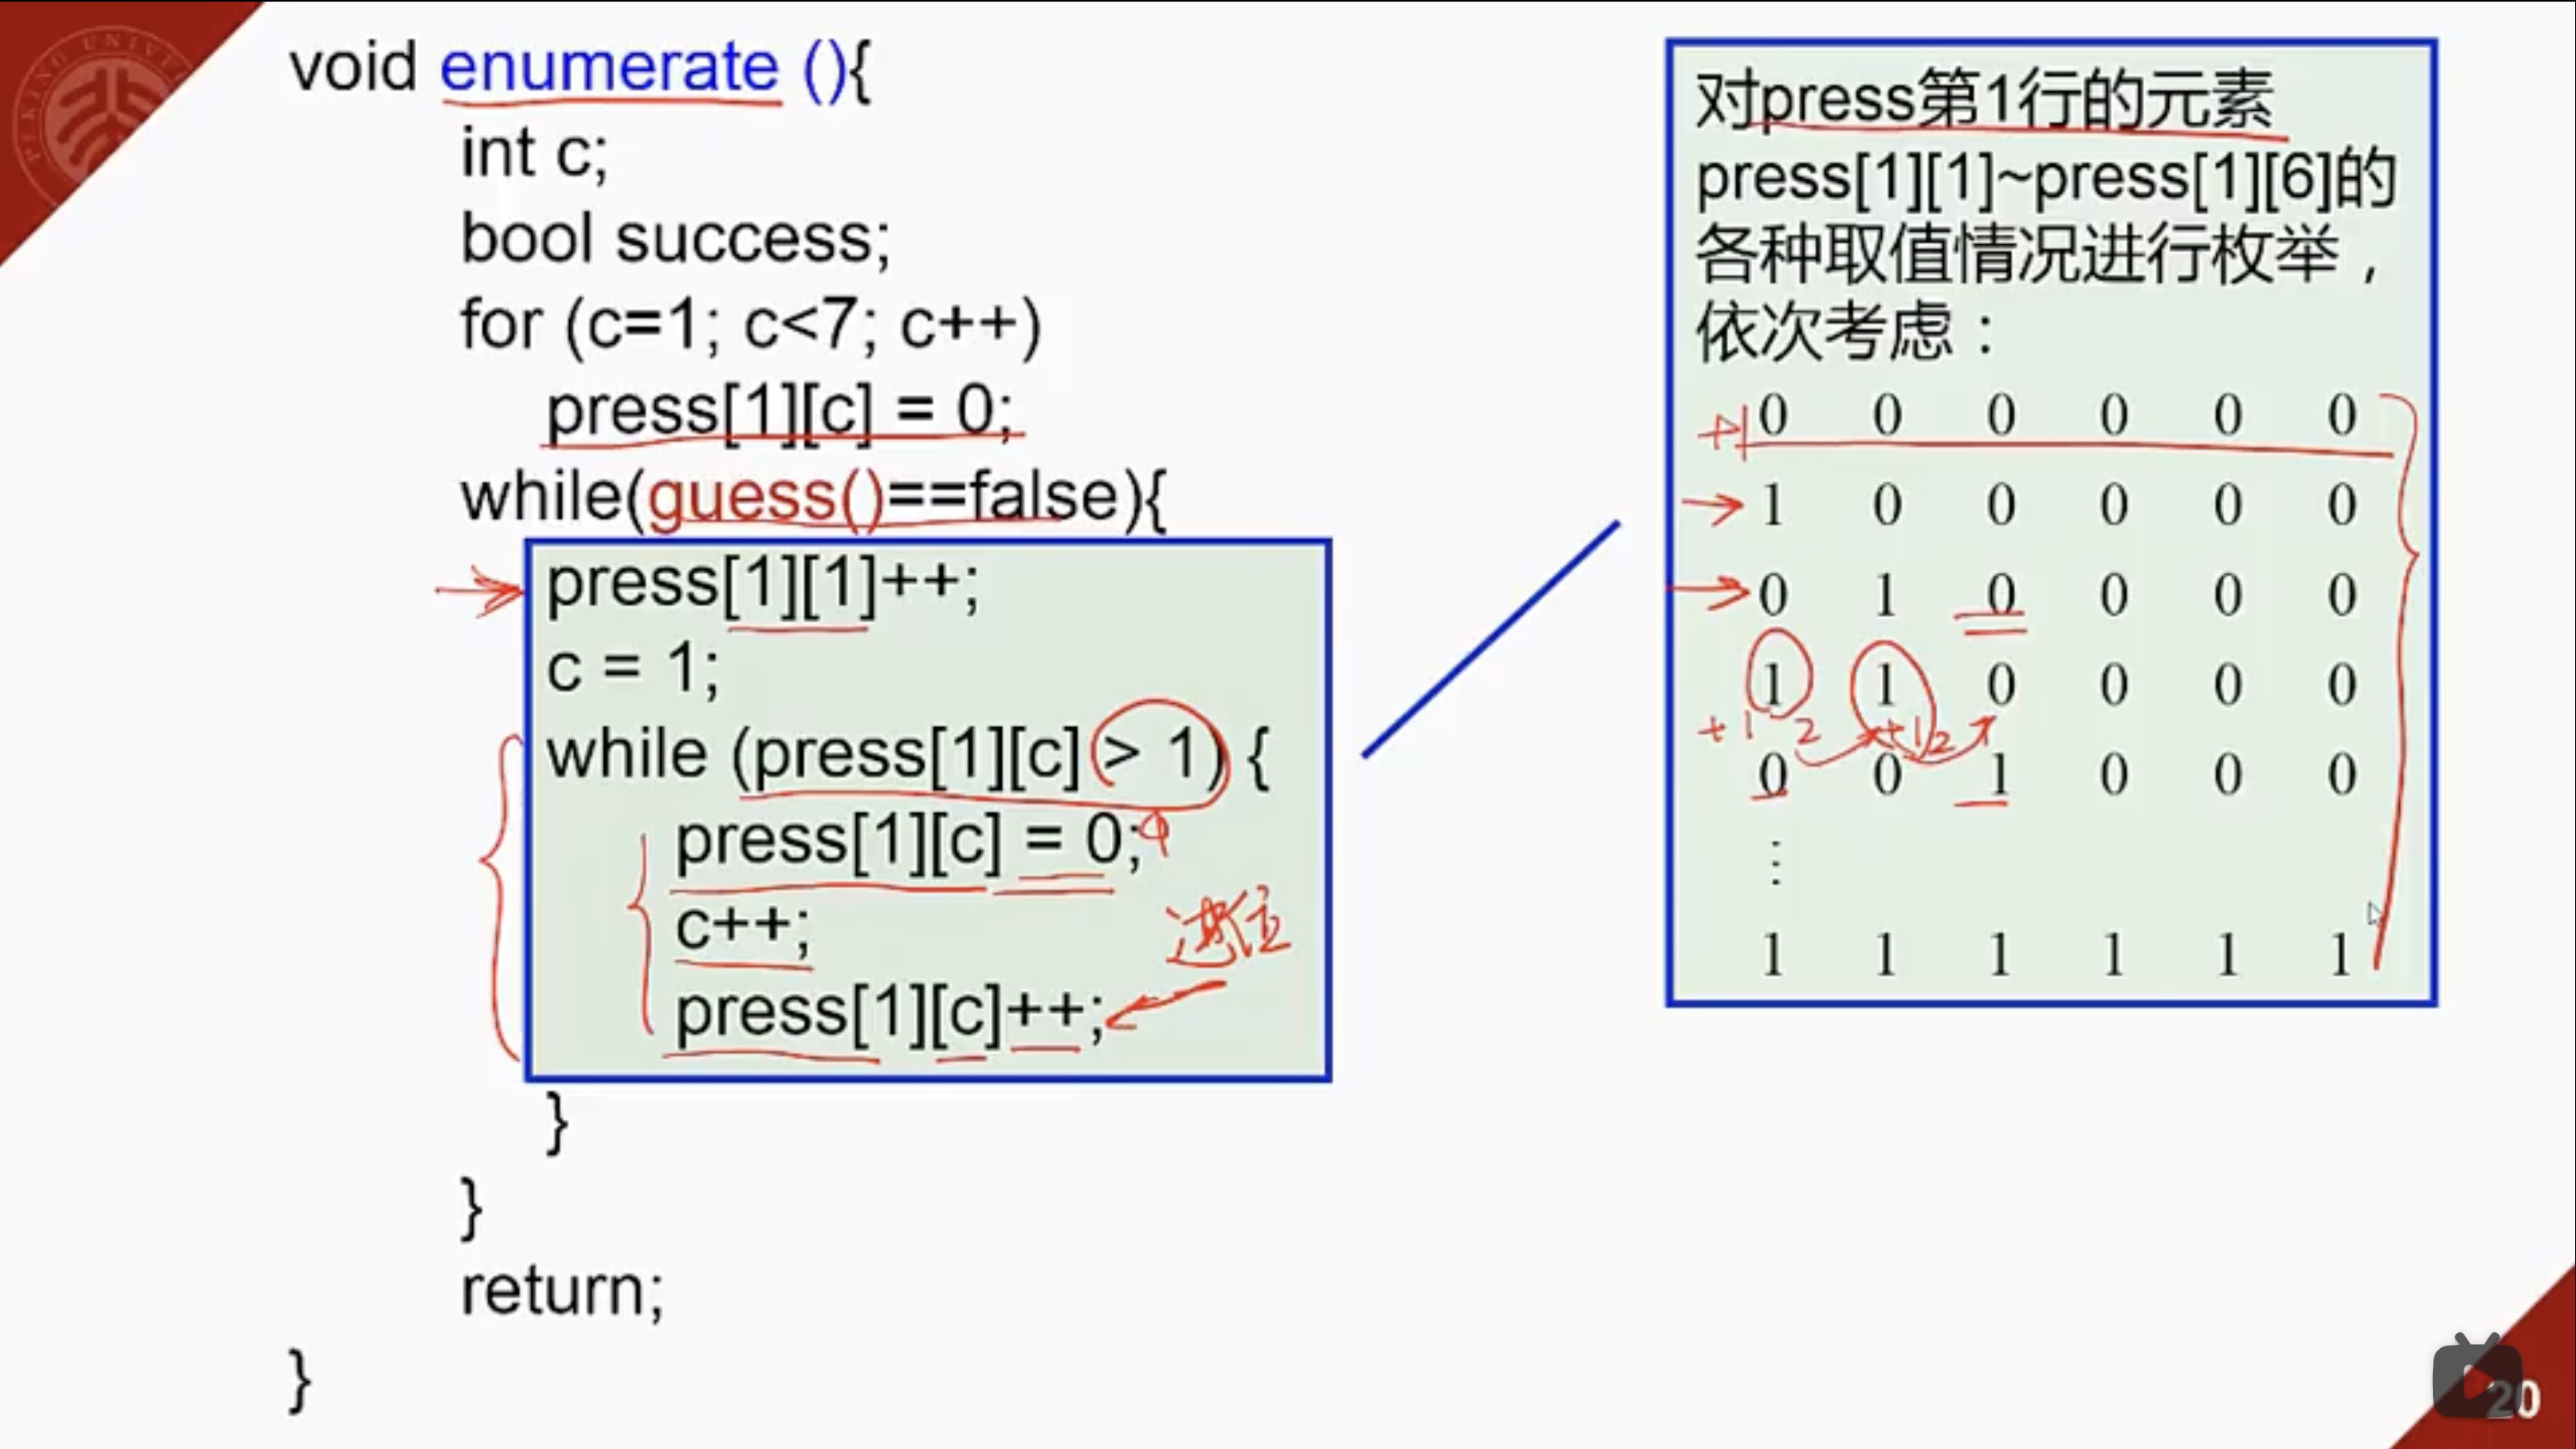 void enumerate (){
int c;
bool success;
for (c=1; c<7; c++)
press[1][c] = 0;
while(guess()==false){
press[1][1]++;
c = 1;
while (press[1][c] > 1) {
press[1][c] = 0;
c++;
press[1][c]++;
}
}
return;
}
进位
对press第1行的元素
press[1][1]~press[1][6]的
各种取值情况进行枚举，
依次考虑：
+1
0 0 0 0 0 0
1 0 0 0 0 0
0 1 0 0 0 0
1 1 0 0 0 0
+1 2 +1 2
0 0 1 0 0 0
⋮
1 1 1 1 1 1
20